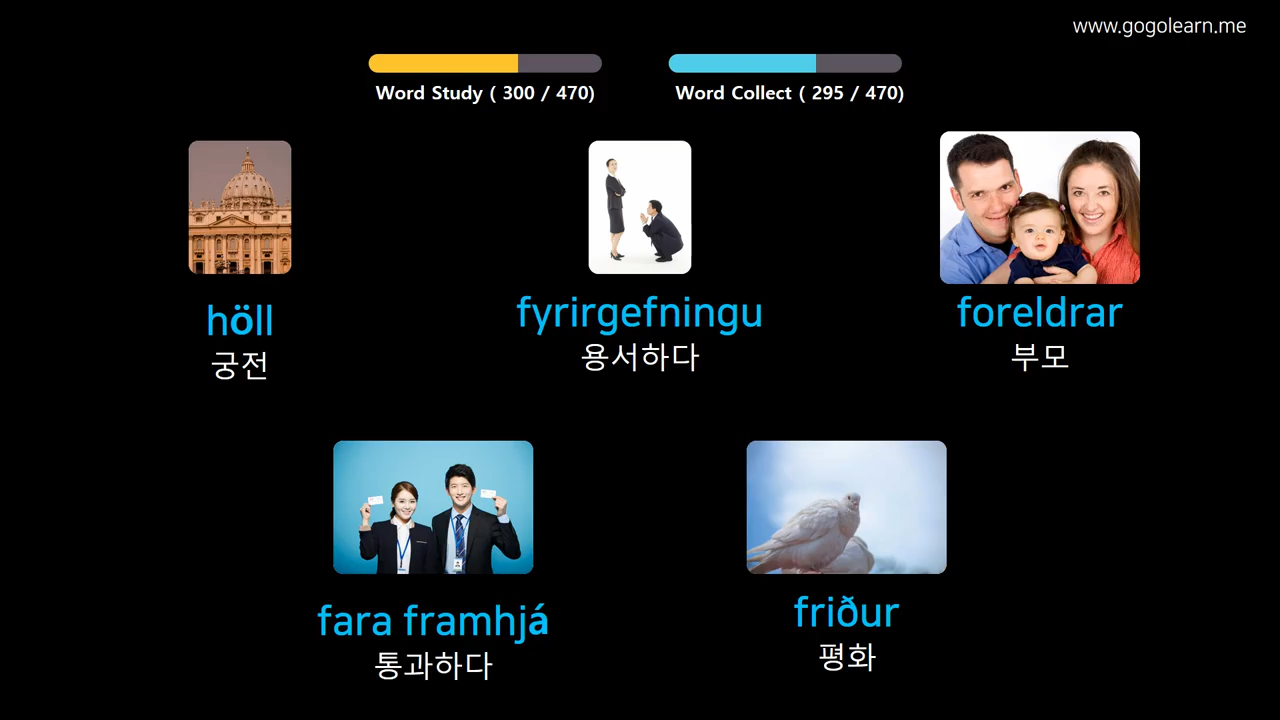 www.gogolearn.me
Word Study ( 300 / 470)
Word Collect ( 295 / 470)
höll
궁전
fyrirgefningu
용서하다
foreldrar
부모
fara framhjá
통과하다
friður
평화